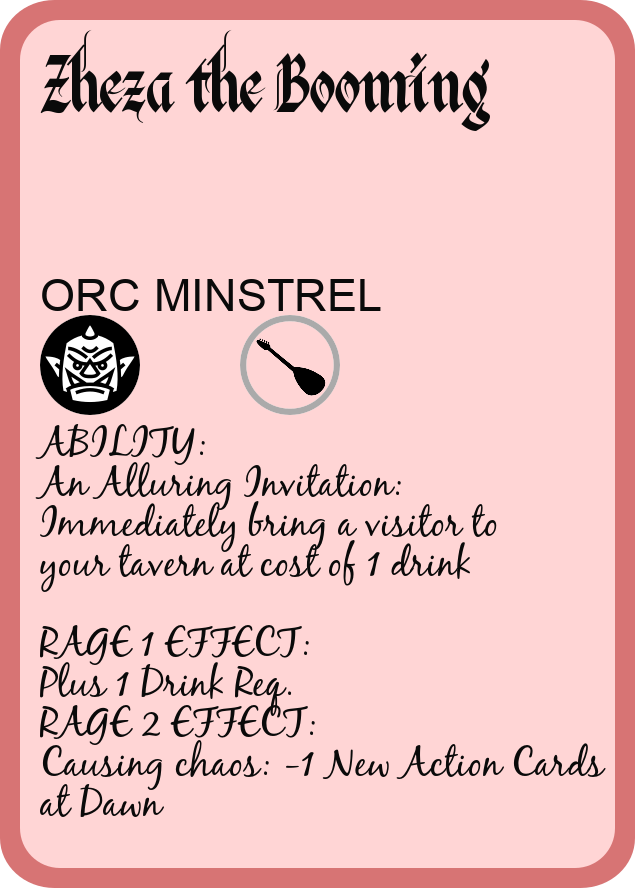 Zheza the Booming
ORC MINSTREL
ABILITY:
An Alluring Invitation:
Immediately bring a visitor to
your tavern at cost of 1 drink
RAGE 1 EFFECT:
Plus 1 Drink Req.
RAGE 2 EFFECT:
Causing chaos: -1 New Action Cards
at Dawn